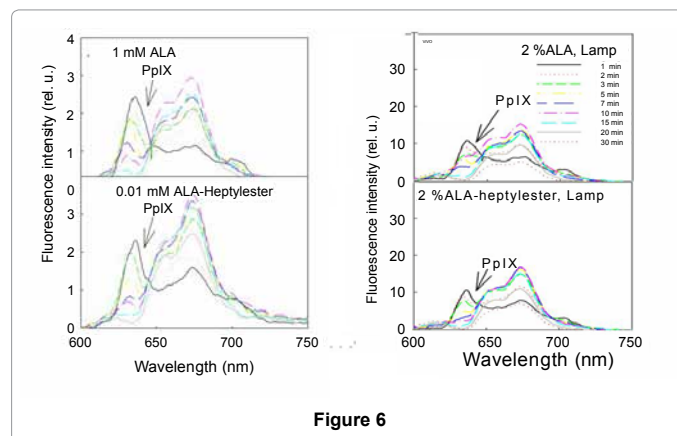 4
3
2
1
0
1 mM ALA
PpIX
3
2
1
0
0.01 mM ALA-Heptylester
PpIX
Fluorescence intensity (rel. u.)
600 650 700 750
Wavelength (nm)
30
20
10
0
2 %ALA, Lamp
PpIX
1 min
2 min
3 min
5 min
7 min
10 min
15 min
20 min
30 min
30
20
10
0
2 %ALA-heptylester, Lamp
PpIX
Fluorescence intensity (rel. u.)
600 650 700 750
Wavelength (nm)
Figure 6